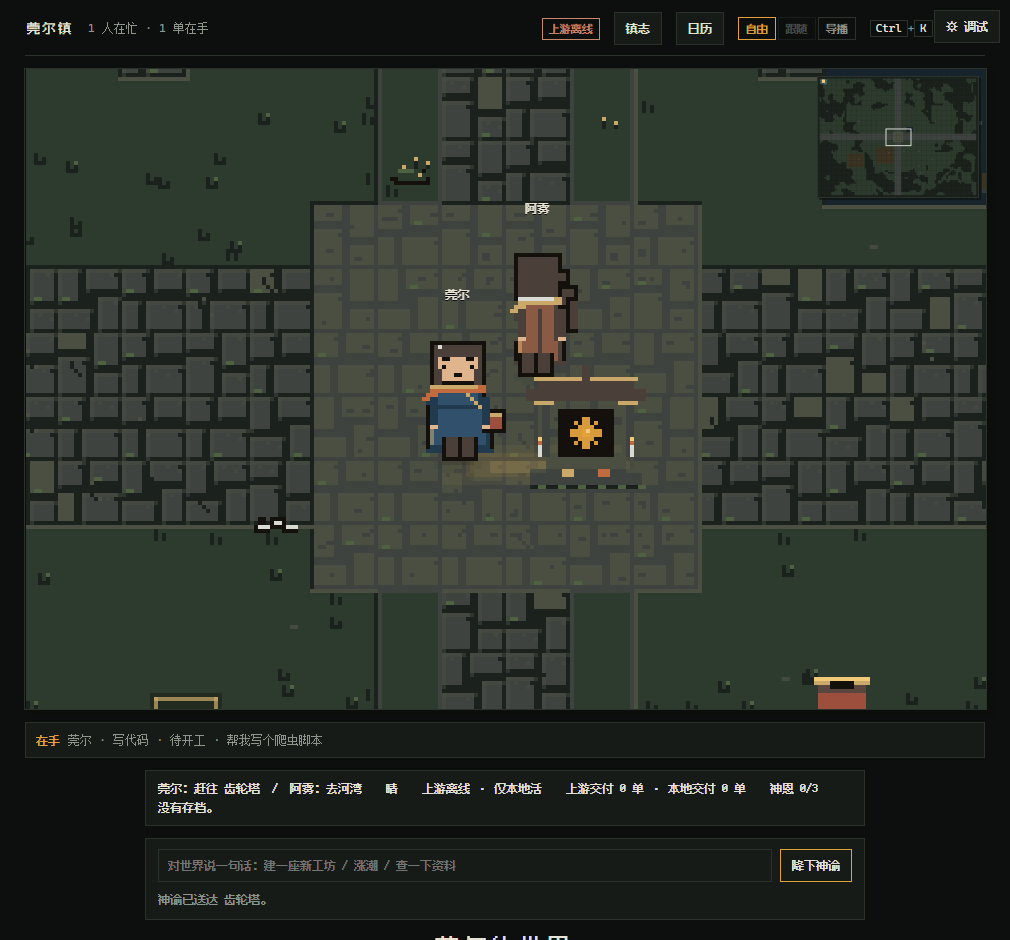 莞尔镇 1 人在忙 · 1 单在手 上游离线 镇志 日历 自由 跟随 导播 Ctrl + K 调试
阿雾
莞尔
在手 莞尔 · 写代码 · 待开工 · 帮我写个爬虫脚本
莞尔: 赶往 齿轮塔 / 阿雾: 去河湾 晴 上游离线 · 仅本地活 上游交付 0 单 · 本地交付 0 单 神恩 0/3
没有存档。
对世界说一句话: 建一座新工坊 / 涨潮 / 查一下资料 降下神谕
神谕已送达 齿轮塔。